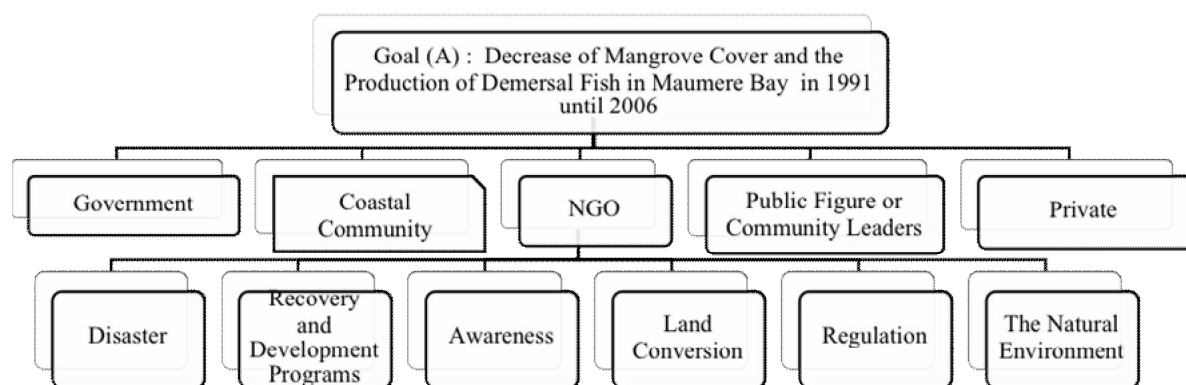 Goal (A) : Decrease of Mangrove Cover and the
Production of Demersal Fish in Maumere Bay in 1991
until 2006
Government
Coastal
Community
NGO
Public Figure or
Community Leaders
Private
Disaster
Recovery
and
Development
Programs
Awareness
Land
Conversion
Regulation
The Natural
Environment